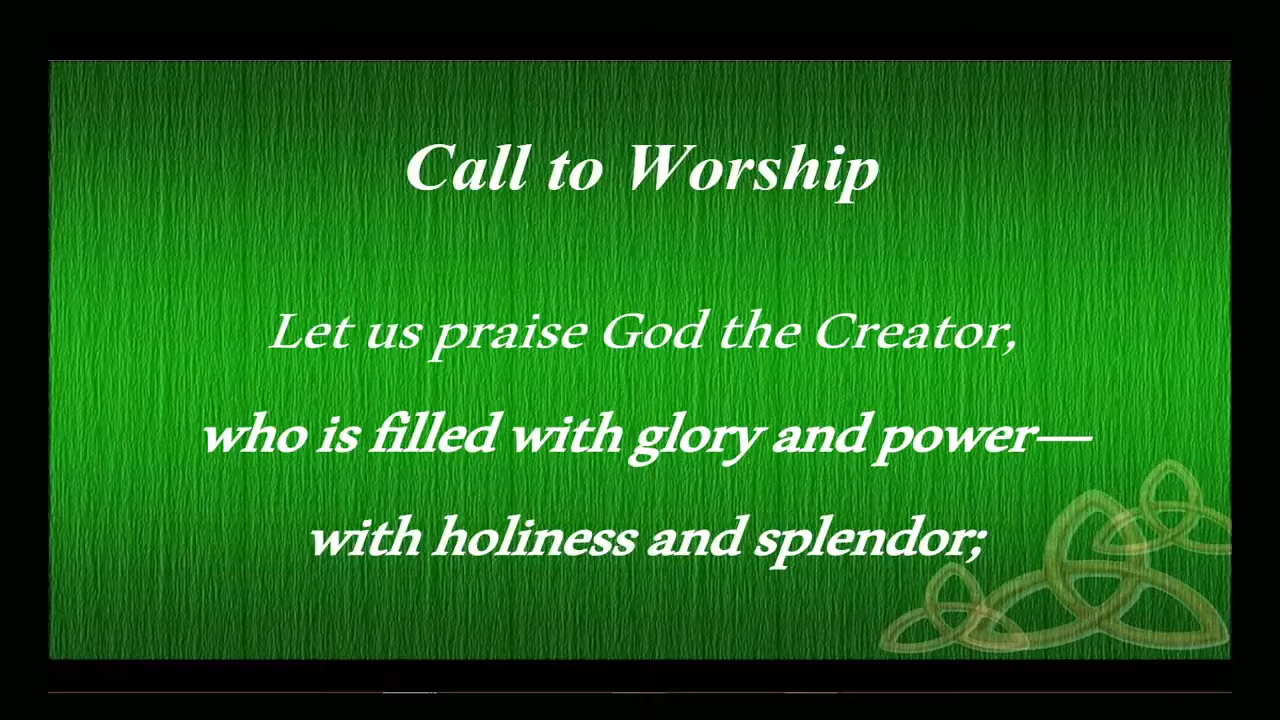 Call to Worship
Let us praise God the Creator,
who is filled with glory and power—
with holiness and splendor;